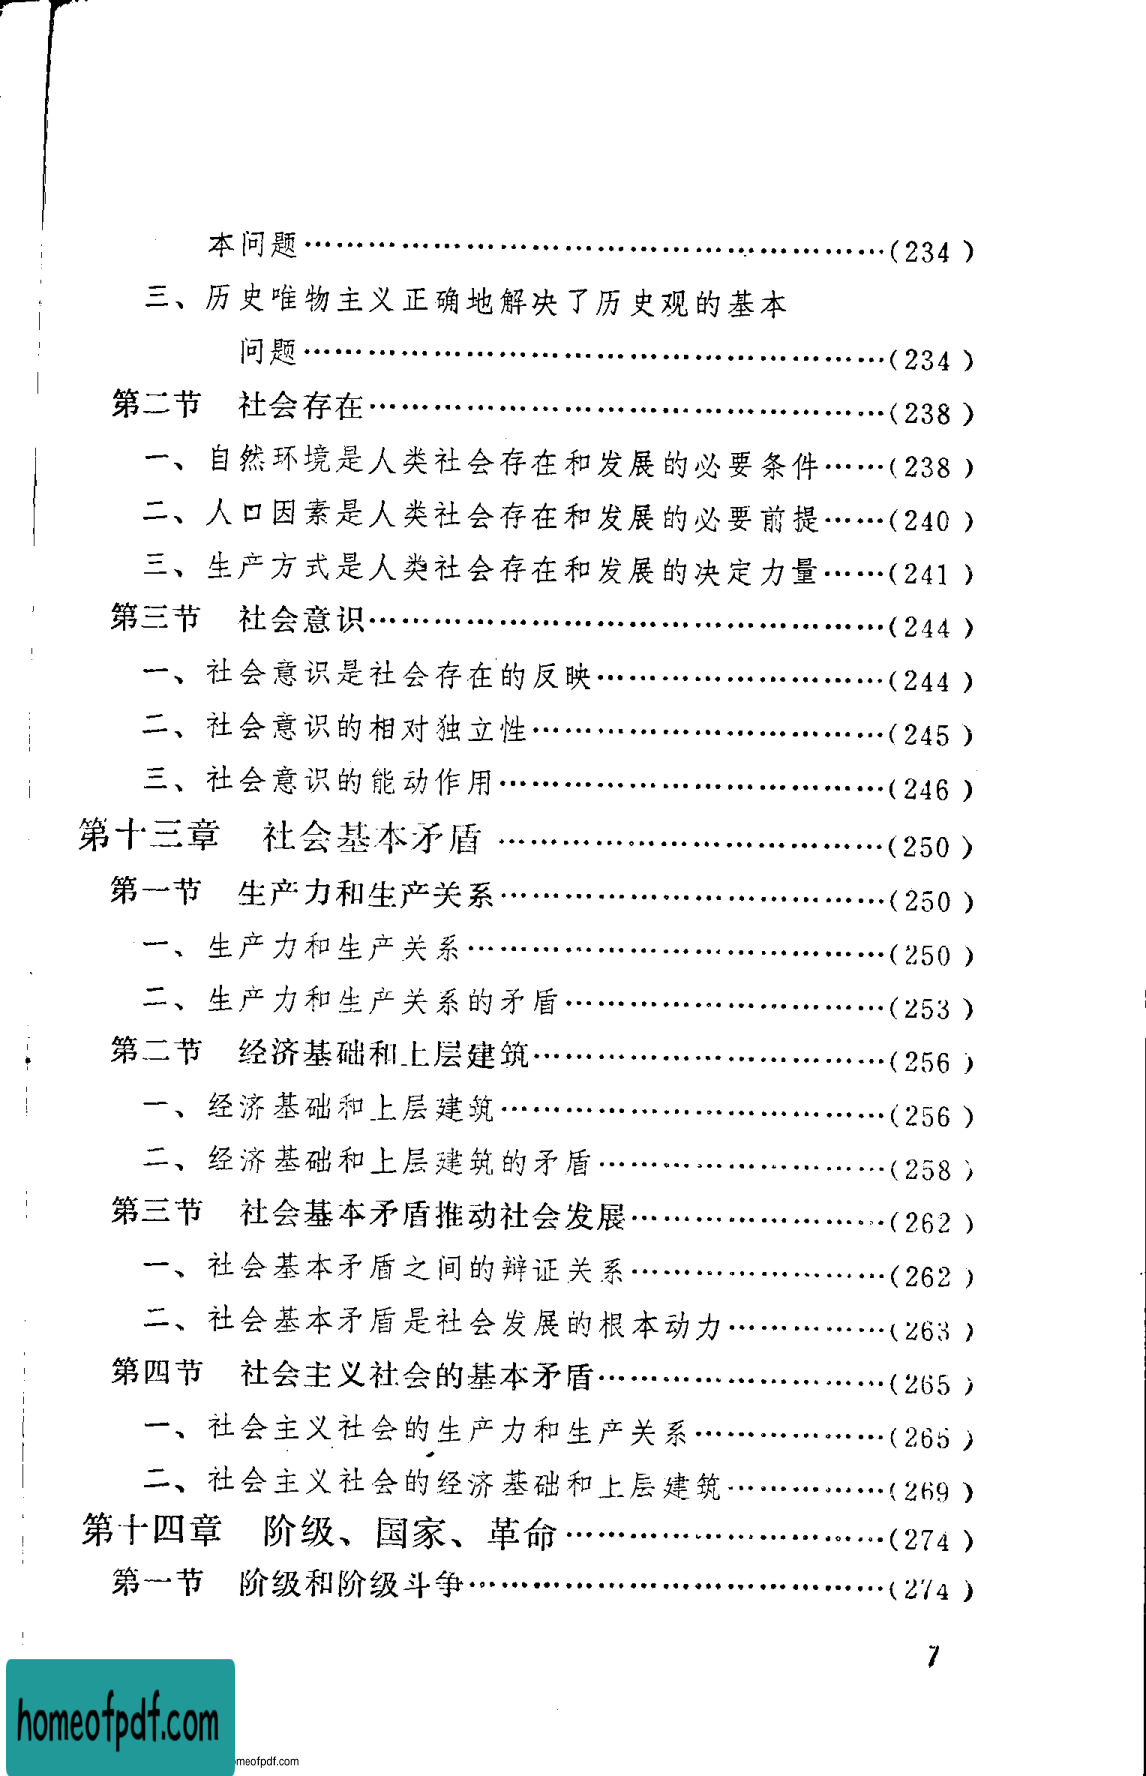 本问题……………………………………………(234)
三、历史唯物主义正确地解决了历史观的基本
问题……………………………………………(234)
第二节 社会存在………………………………………(238)
一、自然环境是人类社会存在和发展的必要条件……(238)
二、人口因素是人类社会存在和发展的必要前提……(240)
三、生产方式是人类社会存在和发展的决定力量……(241)
第三节 社会意识………………………………………(244)
一、社会意识是社会存在的反映………………………(244)
二、社会意识的相对独立性……………………………(245)
三、社会意识的能动作用………………………………(246)
第十三章 社会基本矛盾………………………………(250)
第一节 生产力和生产关系……………………………(250)
一、生产力和生产关系…………………………………(250)
二、生产力和生产关系的矛盾…………………………(253)
第二节 经济基础和上层建筑…………………………(256)
一、经济基础和上层建筑………………………………(256)
二、经济基础和上层建筑的矛盾………………………(258)
第三节 社会基本矛盾推动社会发展…………………(262)
一、社会基本矛盾之间的辩证关系……………………(262)
二、社会基本矛盾是社会发展的根本动力……………(263)
第四节 社会主义社会的基本矛盾……………………(265)
一、社会主义社会的生产力和生产关系………………(265)
二、社会主义社会的经济基础和上层建筑……………(269)
第十四章 阶级、国家、革命…………………………(274)
第一节 阶级和阶级斗争………………………………(274)
7
homeofpdf.com
meofpdf.com